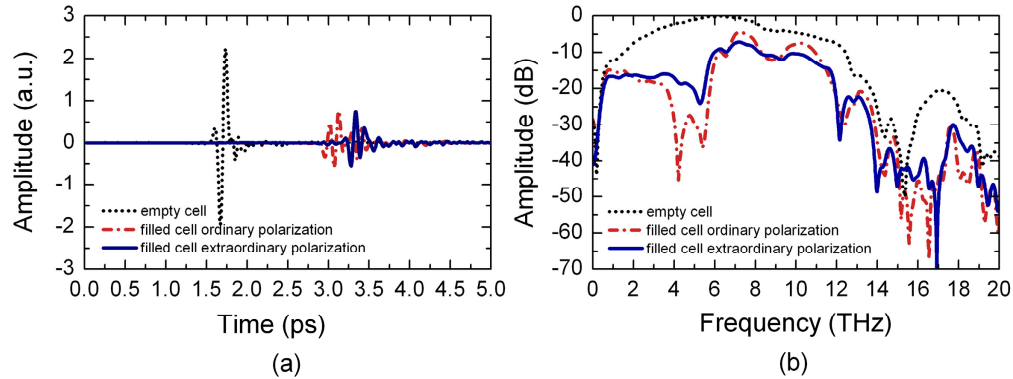 3
2
1
0
-1
-2
-3
Amplitude (a.u.)
empty cell
filled cell ordinary polarization
filled cell extraordinary polarization
0.0 0.5 1.0 1.5 2.0 2.5 3.0 3.5 4.0 4.5 5.0
Time (ps)
(a)
0
-10
-20
-30
-40
-50
-60
-70
Amplitude (dB)
empty cell
filled cell ordinary polarization
filled cell extraordinary polarization
0 2 4 6 8 10 12 14 16 18 20
Frequency (THz)
(b)